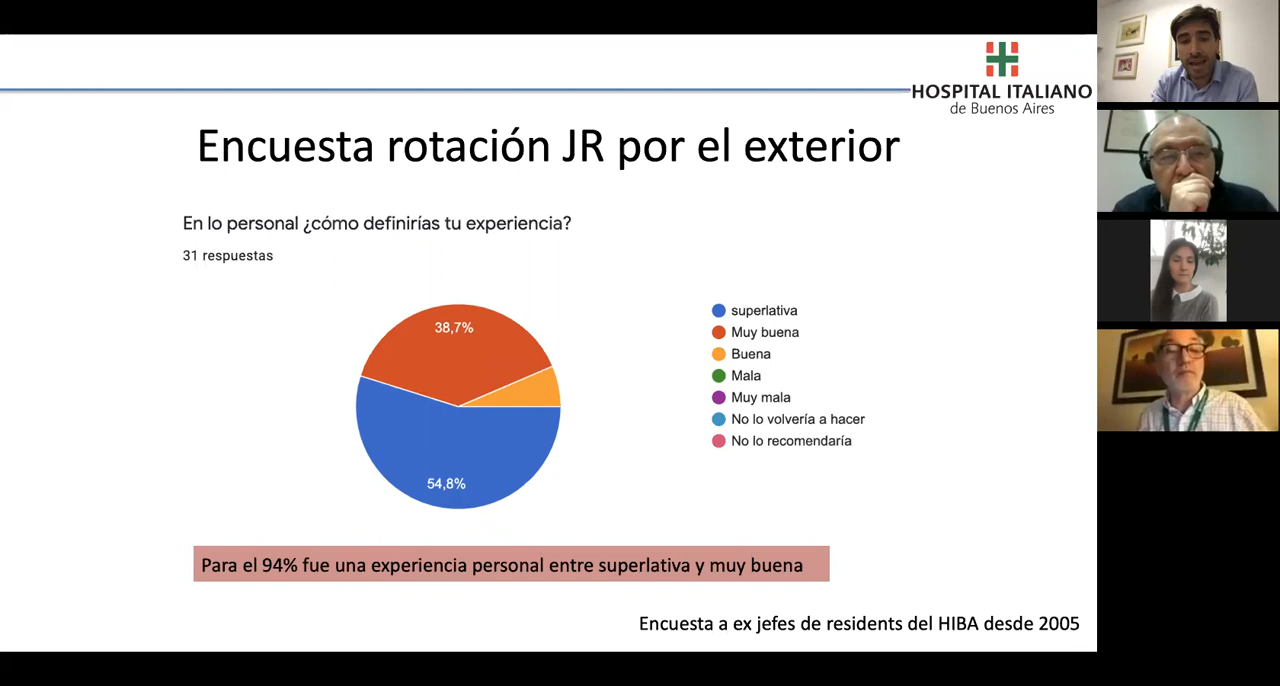 HOSPITAL ITALIANO
de Buenos Aires
Encuesta rotación JR por el exterior
En lo personal ¿cómo definirías tu experiencia?
31 respuestas
38,7%
54,8%
superlativa
Muy buena
Buena
Mala
Muy mala
No lo volvería a hacer
No lo recomendaría
Para el 94% fue una experiencia personal entre superlativa y muy buena
Encuesta a ex jefes de residents del HIBA desde 2005